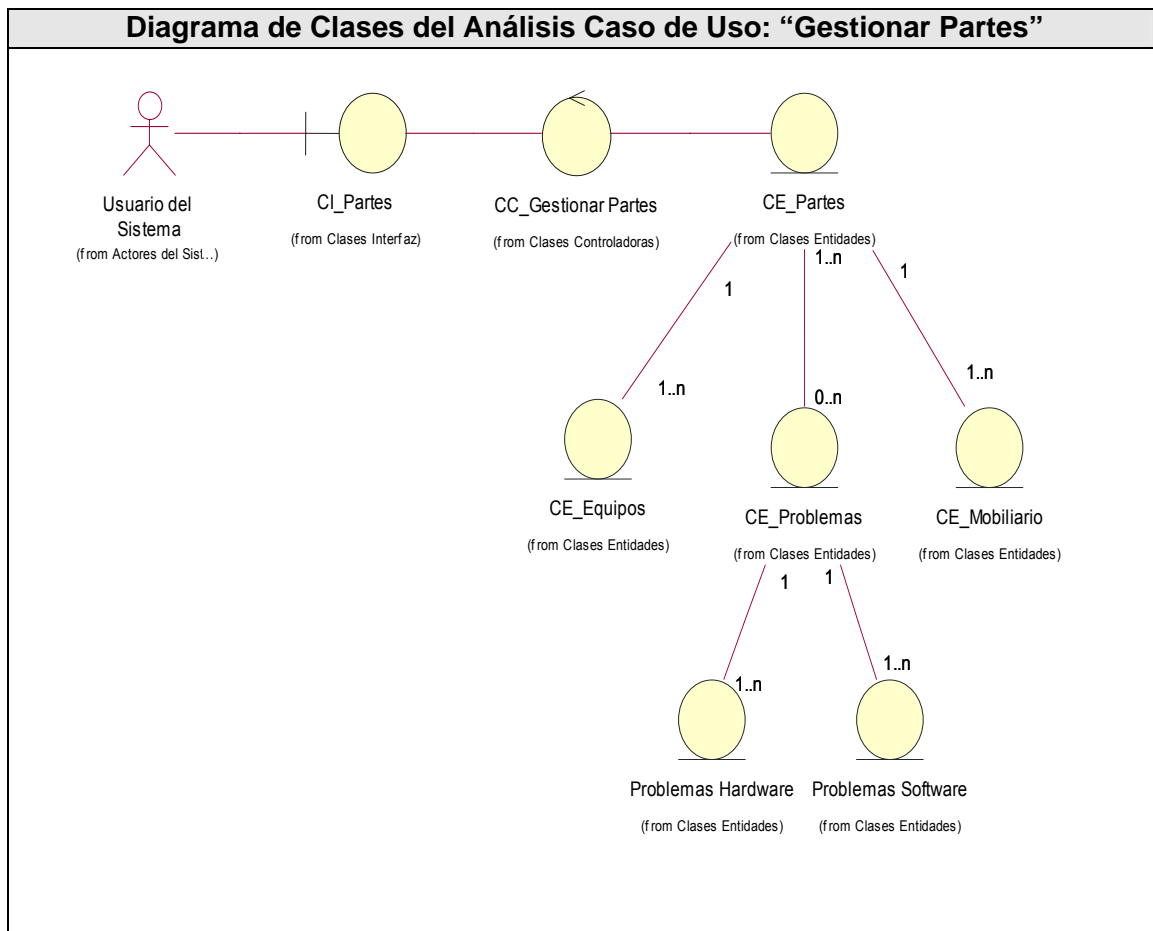 Diagrama de Clases del Análisis Caso de Uso: “Gestionar Partes”
Usuario del
Sistema
(from Actores del Sist...)
CI_Partes
(from Clases Interfaz)
CC_Gestionar Partes
(from Clases Controladoras)
CE_Partes
(from Clases Entidades)
1
1..n
1
1..n
0..n
1..n
CE_Equipos
(from Clases Entidades)
CE_Problemas
(from Clases Entidades)
CE_Mobiliario
(from Clases Entidades)
1
1
1..n
1..n
Problemas Hardware
(from Clases Entidades)
Problemas Software
(from Clases Entidades)